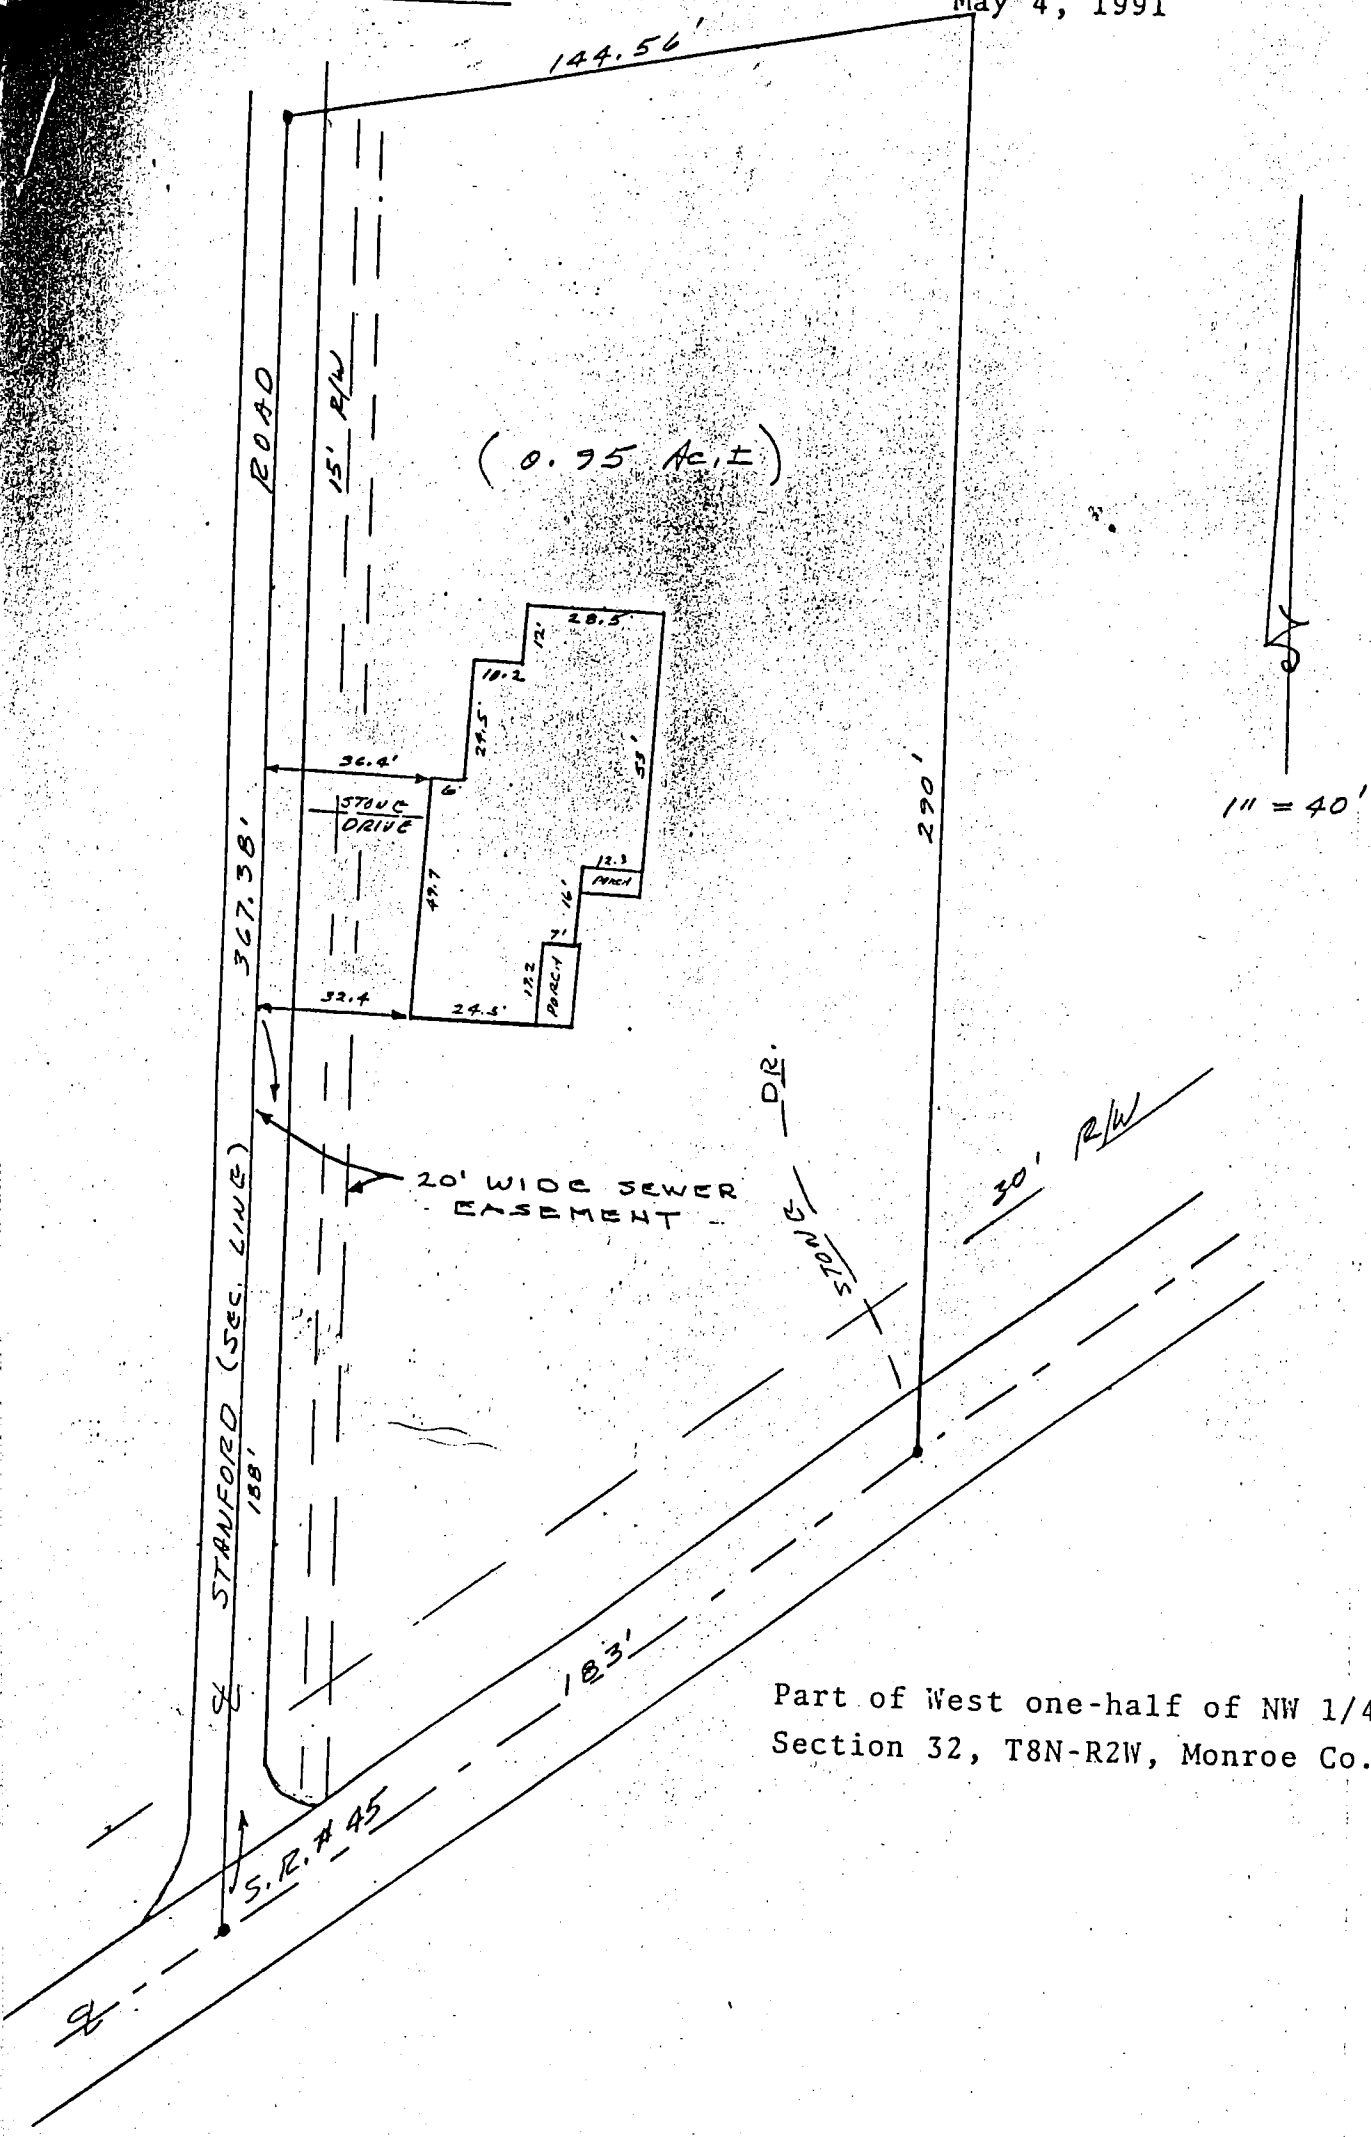 May 4, 1991
144.56'
ROAD
15' R/W
(0.95 Ac.±)
28.5'
12'
10.2
24.5'
53'
36.4'
6'
STONE
DRIVE
49.7
12.3
PORCH
16'
7'
17.2
PORCH
32.4
24.3'
367.38'
290'
N
1" = 40'
DR.
STONE
30' R/W
20' WIDE SEWER
EASEMENT
℄ STANFORD (SEC. LINE)
188'
183'
Part of West one-half of NW 1/4
Section 32, T8N-R2W, Monroe Co.
S.R. # 45
℄